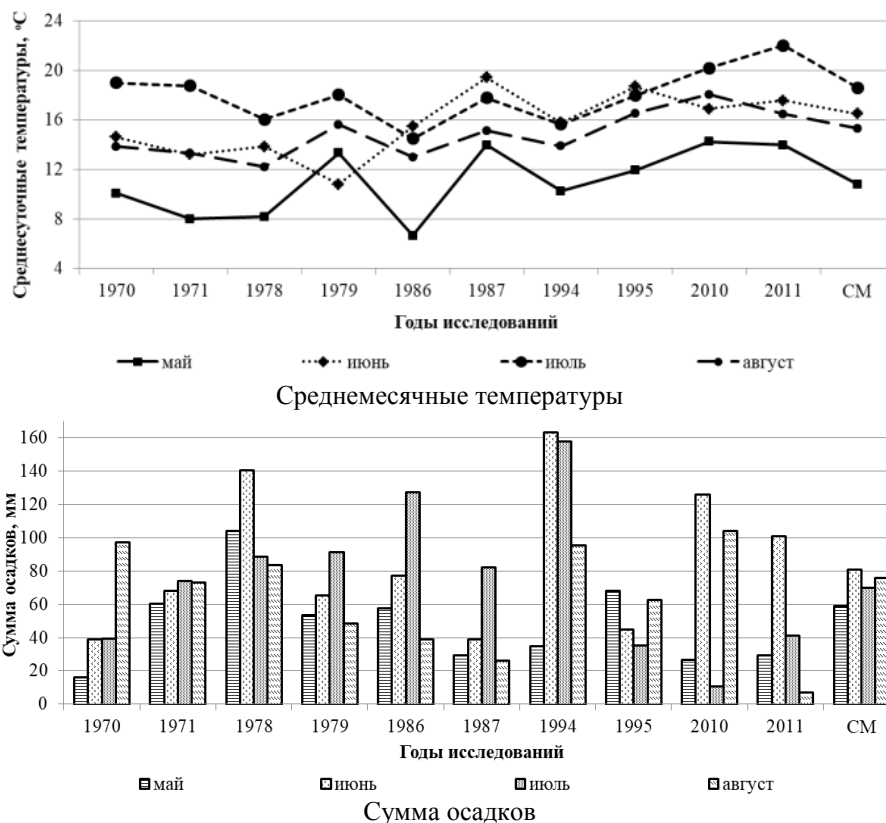 Среднесуточные температуры, °С
24
20
16
12
8
4
1970 1971 1978 1979 1986 1987 1994 1995 2010 2011 СМ
Годы исследований
май июнь июль август
Среднемесячные температуры
Сумма осадков, мм
160
140
120
100
80
60
40
20
0
1970 1971 1978 1979 1986 1987 1994 1995 2010 2011 СМ
Годы исследований
май июнь июль август
Сумма осадков